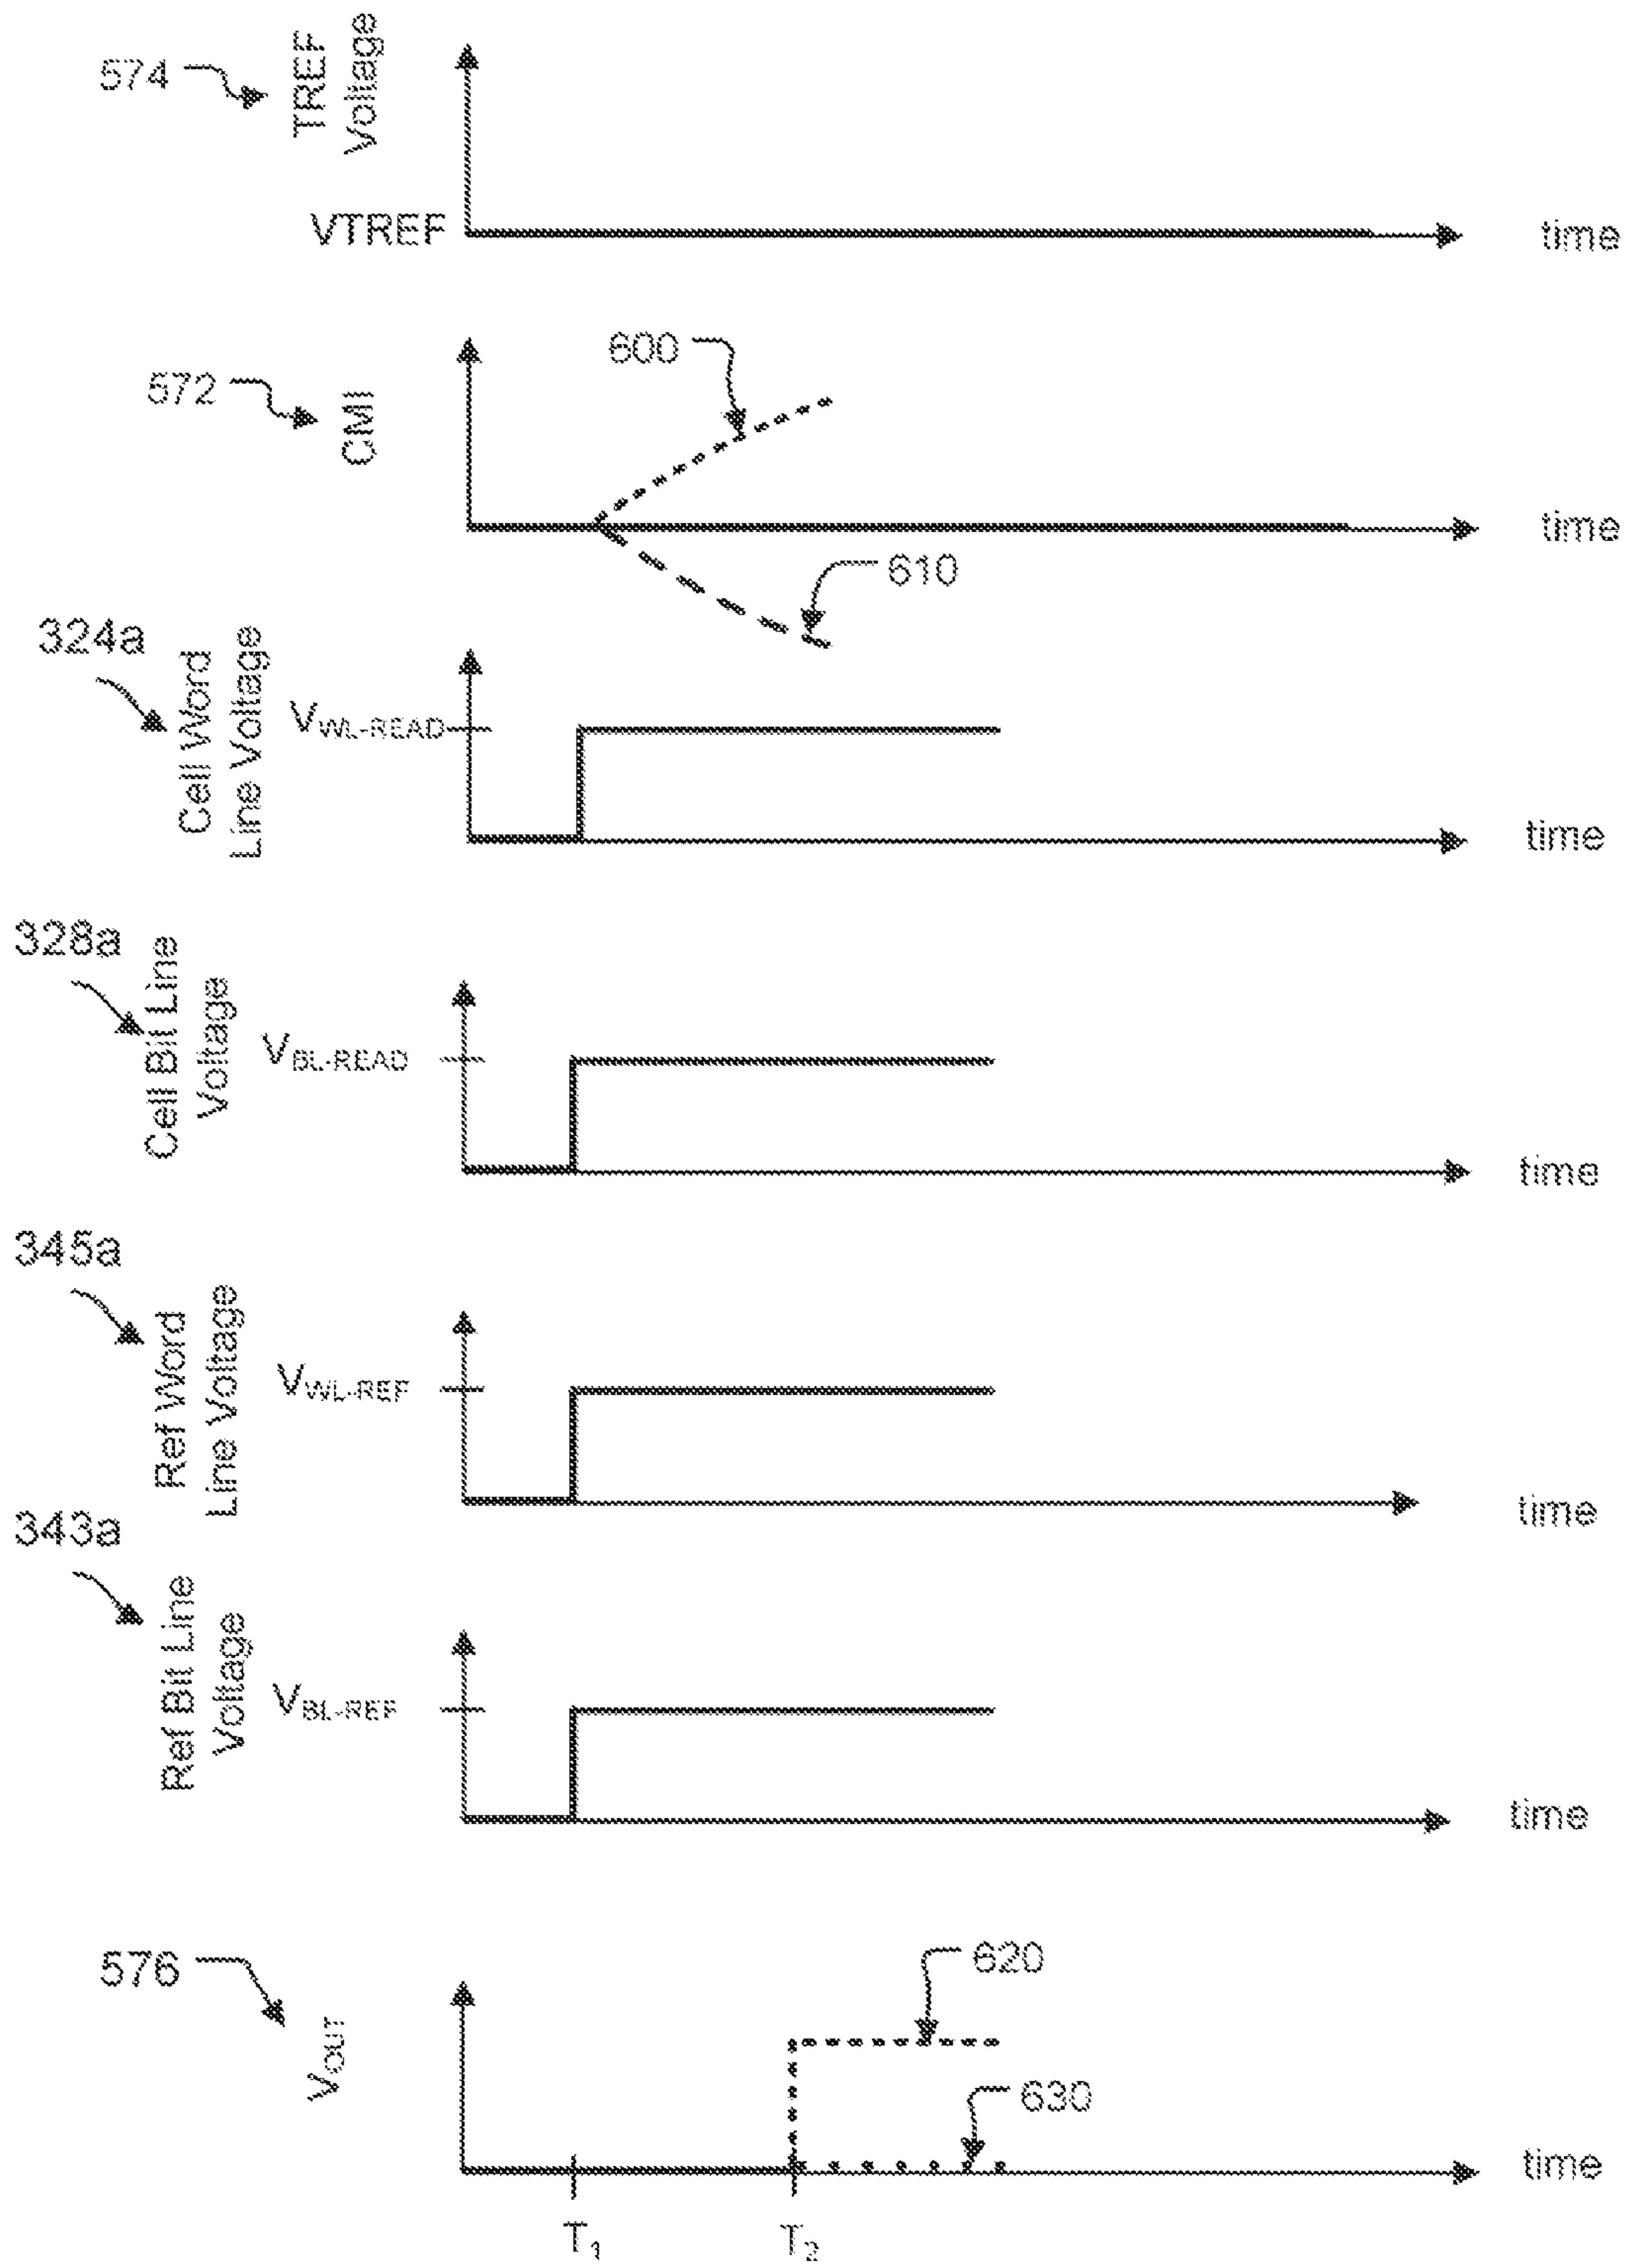 574
TREF
Voltage
VTREF
time
572
CMI
600
610
time
324a
Cell Word
Line Voltage
VWL-READ
time
328a
Cell Bit Line
Voltage
VBL-READ
time
345a
Ref Word
Line Voltage
VWL-REF
time
343a
Ref Bit Line
Voltage
VBL-REF
time
576
VOUT
620
630
time
T1
T2